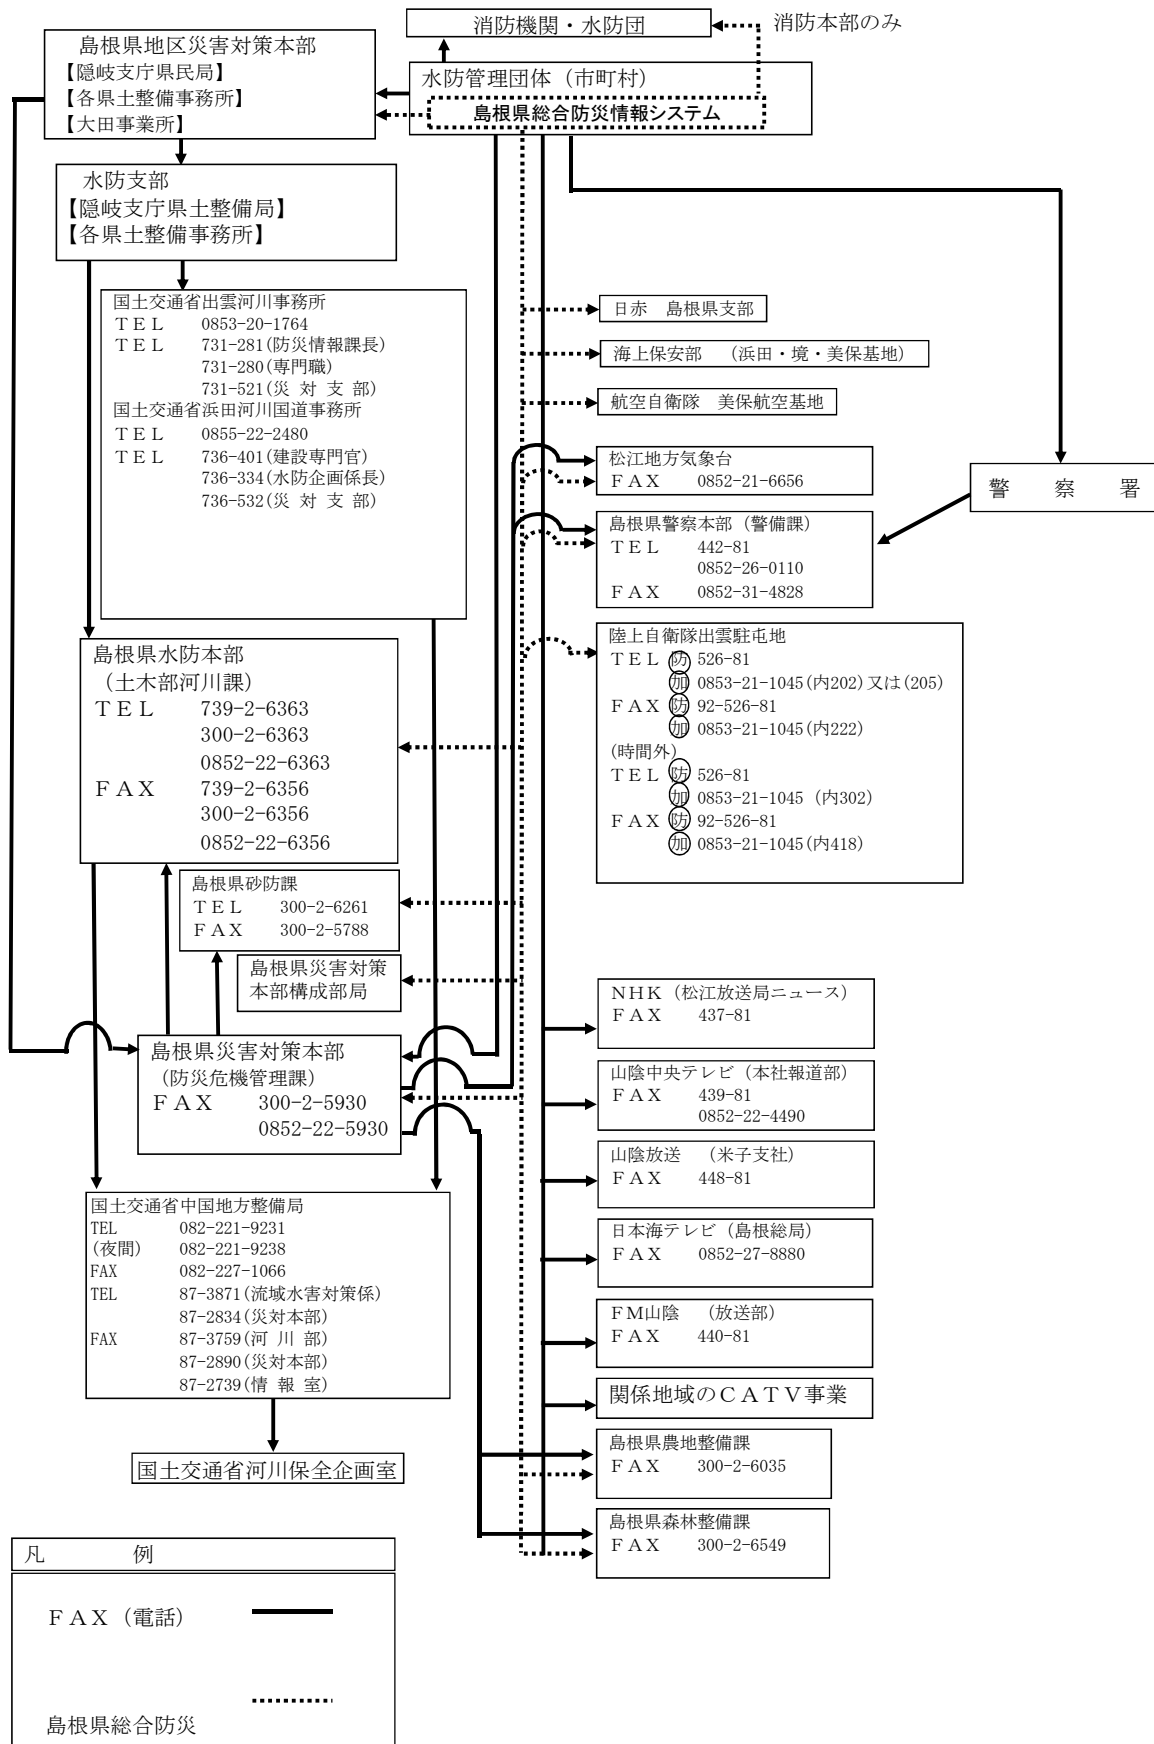 消防機関・水防団
消防本部のみ
島根県地区災害対策本部
【隠岐支庁県民局】
【各県土整備事務所】
【大田事業所】
水防管理団体（市町村）
島根県総合防災情報システム
水防支部
【隠岐支庁県土整備局】
【各県土整備事務所】
国土交通省出雲河川事務所
ＴＥＬ 0853-20-1764
ＴＥＬ 731-281(防災情報課長)
731-280(専門職)
731-521(災 対 支 部)
国土交通省浜田河川国道事務所
ＴＥＬ 0855-22-2480
ＴＥＬ 736-401(建設専門官)
736-334(水防企画係長)
736-532(災 対 支 部)
日赤　島根県支部
海上保安部　（浜田・境・美保基地）
航空自衛隊　美保航空基地
松江地方気象台
ＦＡＸ 0852-21-6656
警　察　署
島根県警察本部（警備課）
ＴＥＬ 442-81
0852-26-0110
ＦＡＸ 0852-31-4828
陸上自衛隊出雲駐屯地
ＴＥＬ 防 526-81
加 0853-21-1045(内202)又は(205)
ＦＡＸ 防 92-526-81
加 0853-21-1045(内222)
(時間外)
ＴＥＬ 防 526-81
加 0853-21-1045 (内302)
ＦＡＸ 防 92-526-81
加 0853-21-1045(内418)
島根県水防本部
（土木部河川課）
ＴＥＬ 739-2-6363
300-2-6363
0852-22-6363
ＦＡＸ 739-2-6356
300-2-6356
0852-22-6356
島根県砂防課
ＴＥＬ 300-2-6261
ＦＡＸ 300-2-5788
島根県災害対策
本部構成部局
島根県災害対策本部
（防災危機管理課）
ＦＡＸ 300-2-5930
0852-22-5930
ＮＨＫ（松江放送局ニュース）
ＦＡＸ 437-81
山陰中央テレビ（本社報道部）
ＦＡＸ 439-81
0852-22-4490
山陰放送　（米子支社）
ＦＡＸ 448-81
日本海テレビ（島根総局）
ＦＡＸ 0852-27-8880
ＦＭ山陰　（放送部）
ＦＡＸ 440-81
関係地域のＣＡＴＶ事業
島根県農地整備課
ＦＡＸ 300-2-6035
島根県森林整備課
ＦＡＸ 300-2-6549
国土交通省中国地方整備局
TEL 082-221-9231
(夜間) 082-221-9238
FAX 082-227-1066
TEL 87-3871(流域水害対策係)
87-2834(災対本部)
FAX 87-3759(河 川 部)
87-2890(災対本部)
87-2739(情 報 室)
国土交通省河川保全企画室
凡　　　例
ＦＡＸ（電話）
島根県総合防災